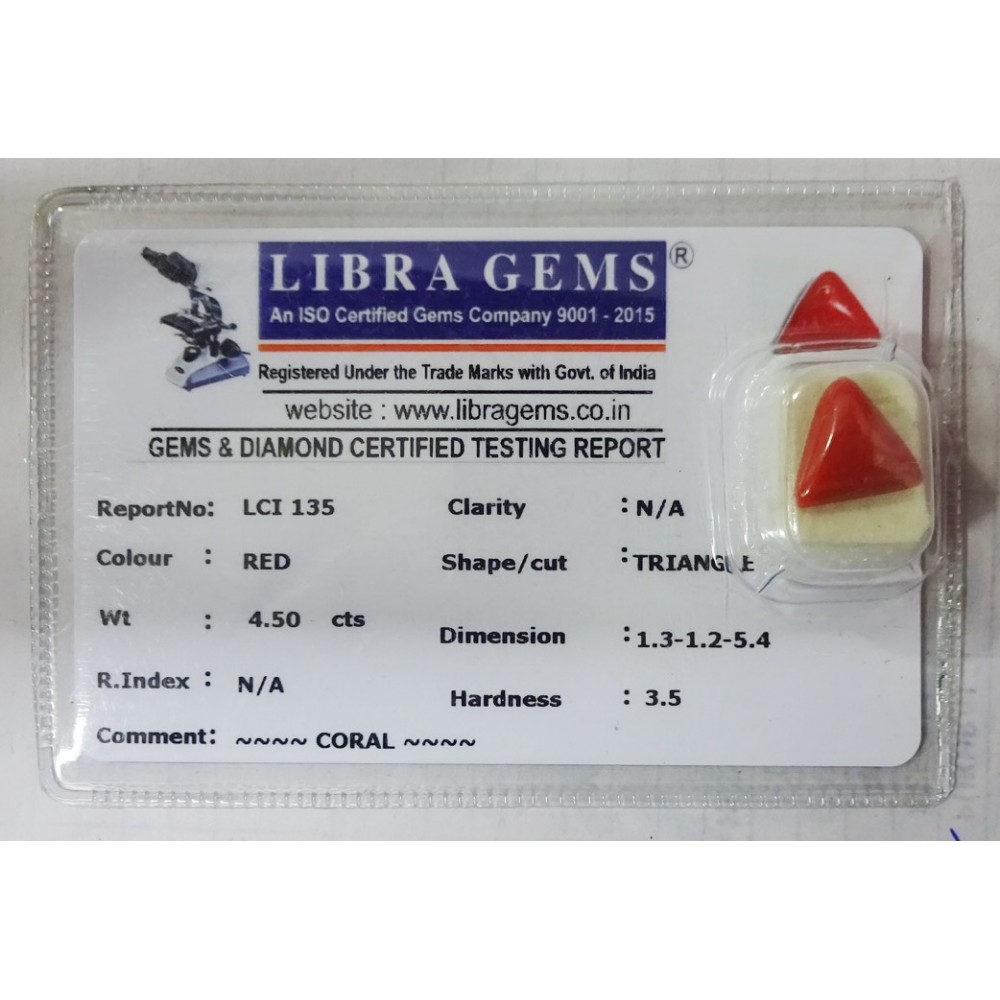 LIBRA GEMS ®
An ISO Certified Gems Company 9001 - 2015
Registered Under the Trade Marks with Govt. of India
website : www.libragems.co.in
GEMS & DIAMOND CERTIFIED TESTING REPORT
ReportNo: LCI 135 Clarity : N/A
Colour : RED Shape/cut : TRIANGLE
Wt : 4.50 cts Dimension : 1.3-1.2-5.4
R.Index : N/A Hardness : 3.5
Comment: ~~~~ CORAL ~~~~